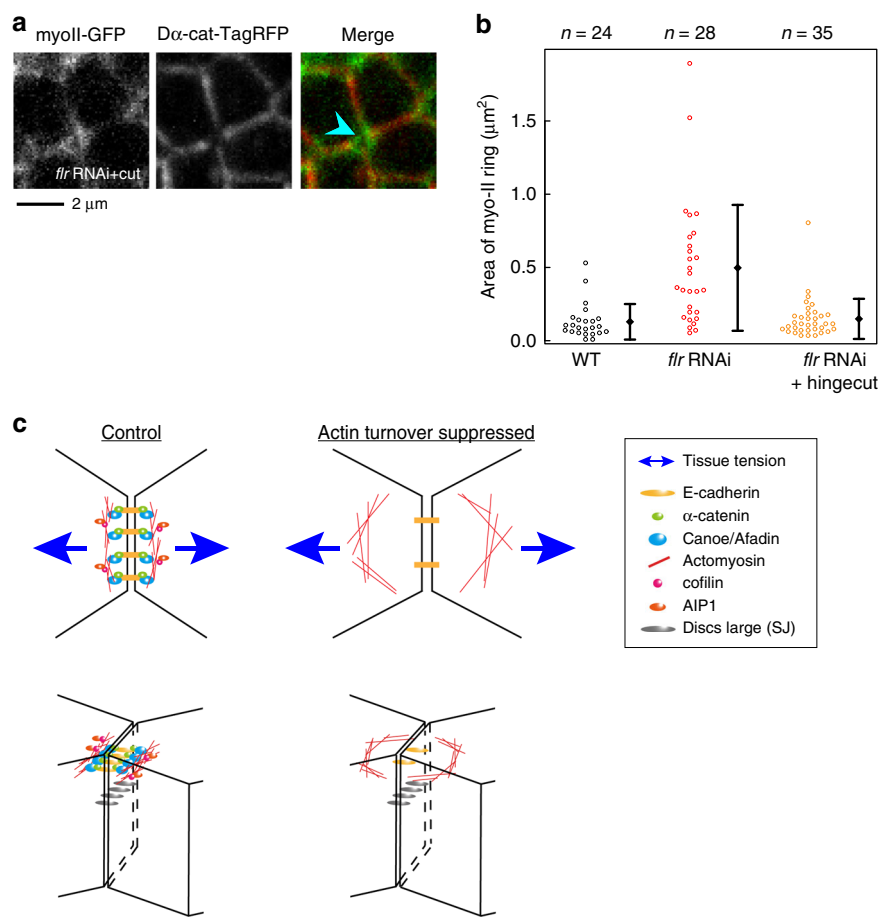 a
myoII-GFP Dα-cat-TagRFP Merge
flr RNAi+cut
2 μm
b
n = 24 n = 28 n = 35
Area of myo-II ring (μm²)
1.5
1.0
0.5
0.0
WT flr RNAi flr RNAi
+ hingecut
c
Control Actin turnover suppressed
Tissue tension
E-cadherin
α-catenin
Canoe/Afadin
Actomyosin
cofilin
AIP1
Discs large (SJ)